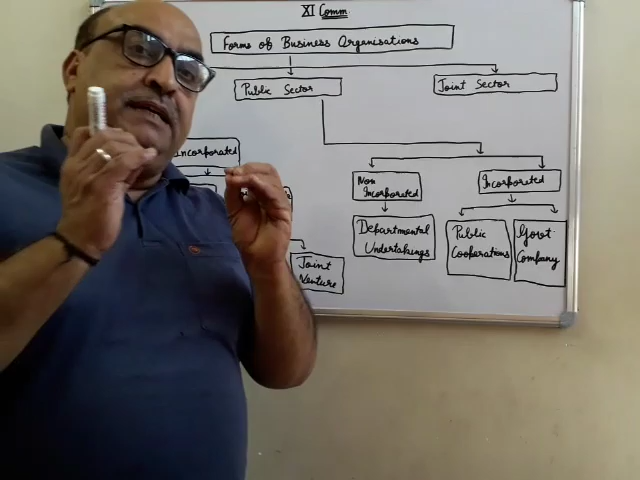 XI Comm
Forms of Business Organisations
Public Sector
Joint Sector
Incorporated
Non
Incorporated
Incorporated
Departmental
Undertakings
Public
Cooperations
Govt
Company
Joint
Venture